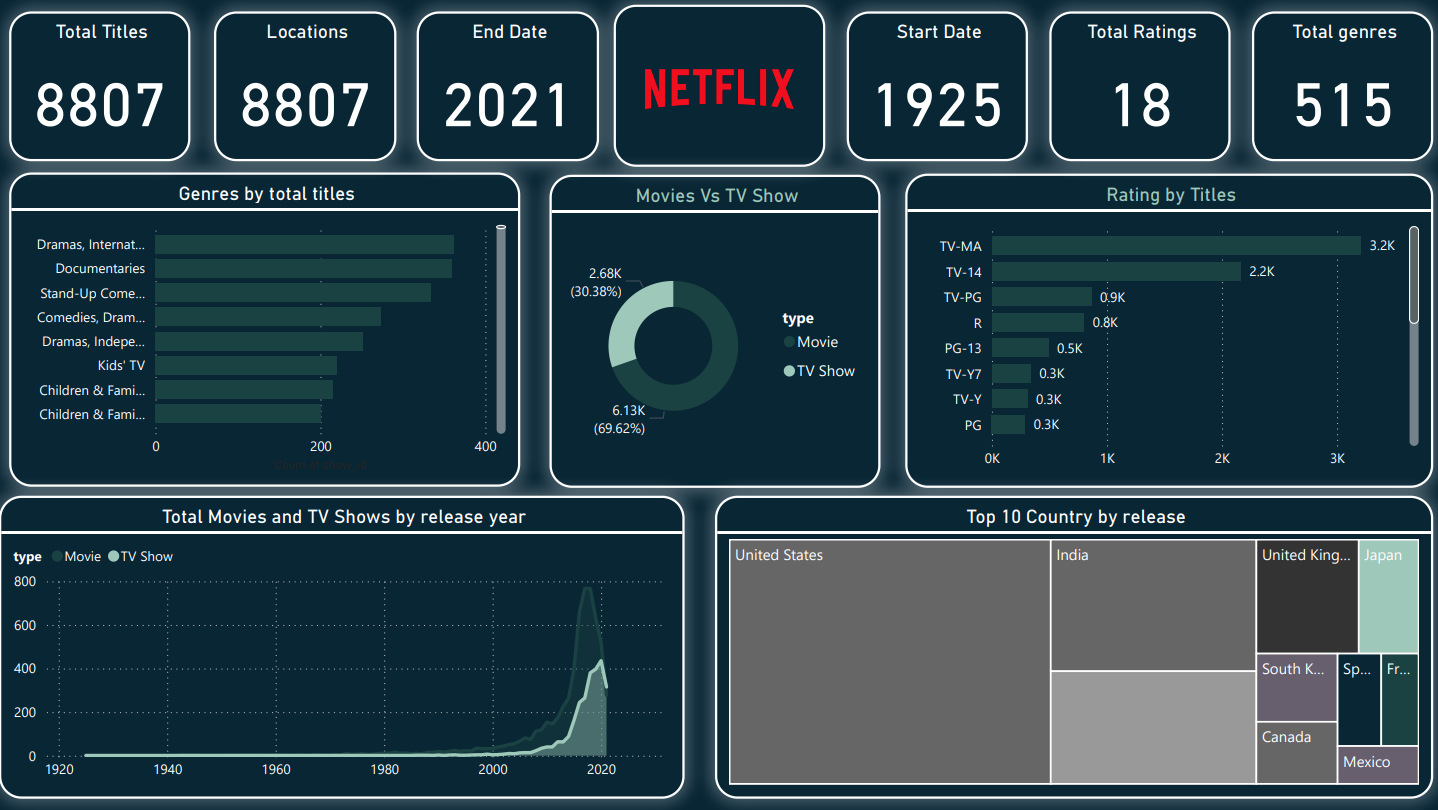 Total Titles
8807
Locations
8807
End Date
2021
NETFLIX
Start Date
1925
Total Ratings
18
Total genres
515
Genres by total titles
Dramas, Internat...
Documentaries
Stand-Up Come...
Comedies, Dram...
Dramas, Indepe...
Kids' TV
Children & Fami...
Children & Fami...
0
200
400
Movies Vs TV Show
2.68K
(30.38%)
6.13K
(69.62%)
type
Movie
TV Show
Rating by Titles
TV-MA
3.2K
TV-14
2.2K
TV-PG
0.9K
R
0.8K
PG-13
0.5K
TV-Y7
0.3K
TV-Y
0.3K
PG
0.3K
0K
1K
2K
3K
Total Movies and TV Shows by release year
type
Movie
TV Show
800
600
400
200
0
1920
1940
1960
1980
2000
2020
Top 10 Country by release
United States
India
United King...
Japan
South K...
Sp...
Fr...
Canada
Mexico